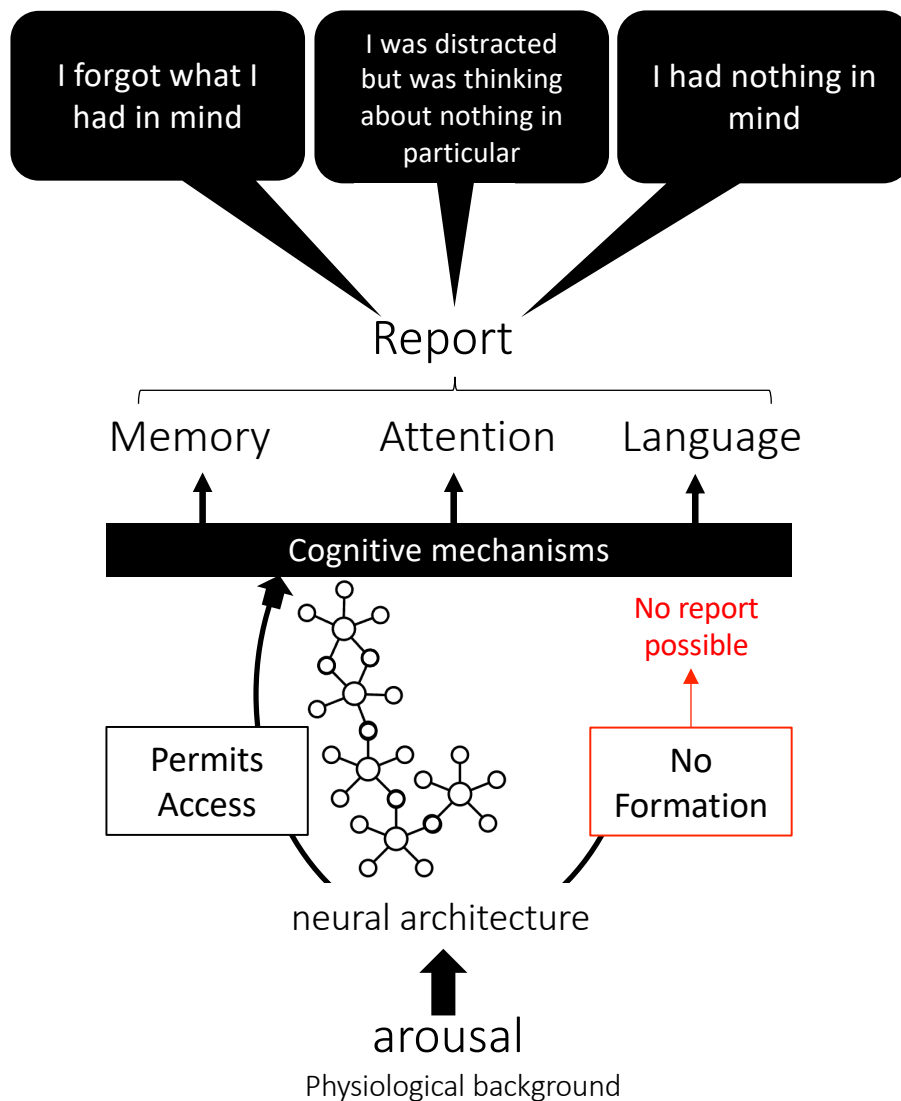 I forgot what I
had in mind
I was distracted
but was thinking
about nothing in
particular
I had nothing in
mind
Report
Memory
Attention
Language
Cognitive mechanisms
No report
possible
Permits
Access
No
Formation
neural architecture
arousal
Physiological background